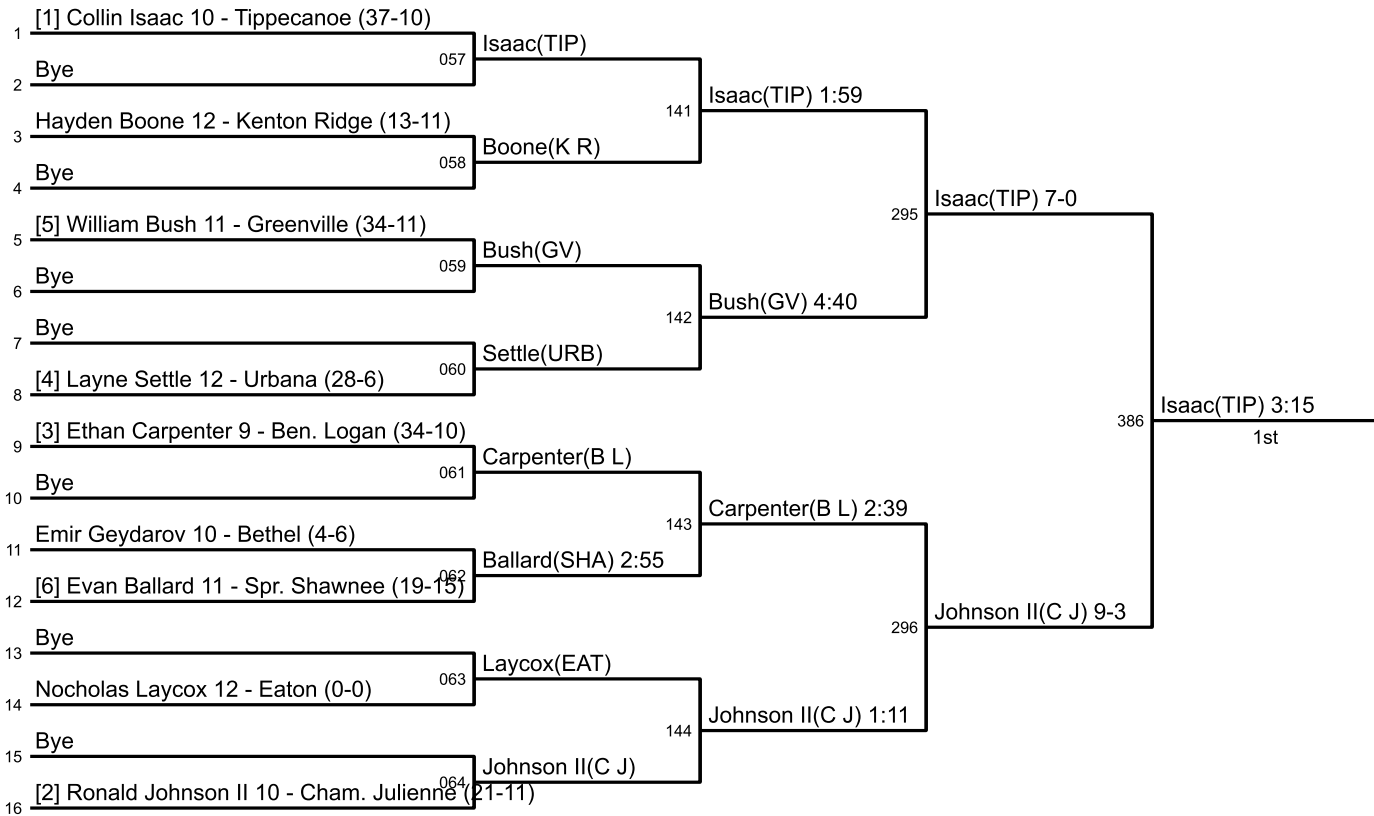 [1] Collin Isaac 10 - Tippecanoe (37-10)
1
057
Isaac(TIP)
Bye
2
141
Isaac(TIP) 1:59
Hayden Boone 12 - Kenton Ridge (13-11)
3
058
Boone(K R)
Bye
4
295
Isaac(TIP) 7-0
[5] William Bush 11 - Greenville (34-11)
5
059
Bush(GV)
Bye
6
142
Bush(GV) 4:40
Bye
7
060
Settle(URB)
[4] Layne Settle 12 - Urbana (28-6)
8
386
Isaac(TIP) 3:15
1st
[3] Ethan Carpenter 9 - Ben. Logan (34-10)
9
061
Carpenter(B L)
Bye
10
143
Carpenter(B L) 2:39
Emir Geydarov 10 - Bethel (4-6)
11
062
Ballard(SHA) 2:55
[6] Evan Ballard 11 - Spr. Shawnee (19-15)
12
296
Johnson II(C J) 9-3
Bye
13
063
Laycox(EAT)
Nocholas Laycox 12 - Eaton (0-0)
14
144
Johnson II(C J) 1:11
Bye
15
064
Johnson II(C J)
[2] Ronald Johnson II 10 - Cham. Julienne (21-11)
16